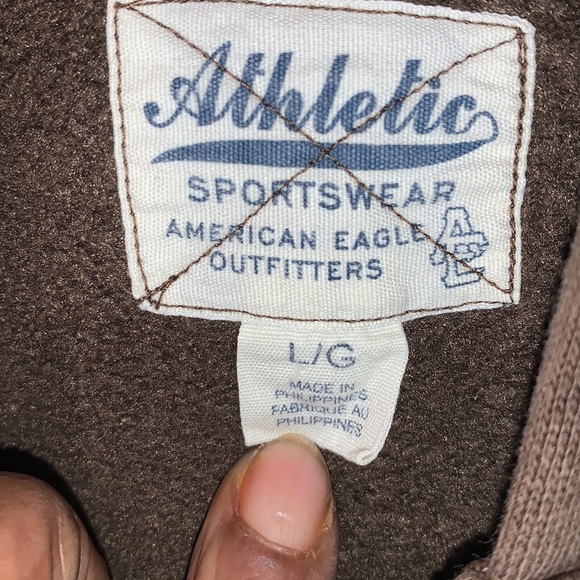 Athletic
SPORTSWEAR
AMERICAN EAGLE
OUTFITTERS
AE
L/G
MADE IN
PHILIPPINES
FABRIQUE AU
PHILIPPINES